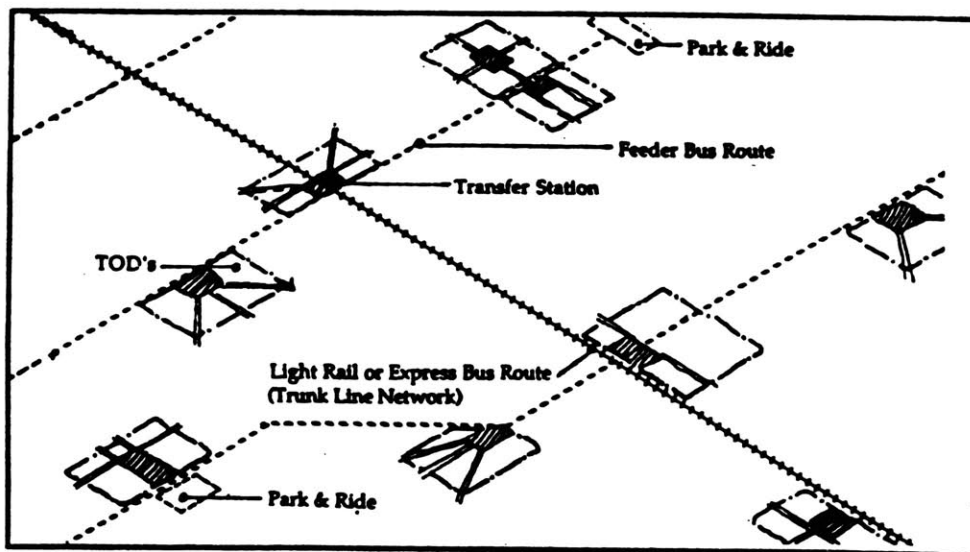 Park & Ride
Feeder Bus Route
Transfer Station
TOD's
Light Rail or Express Bus Route
(Trunk Line Network)
Park & Ride